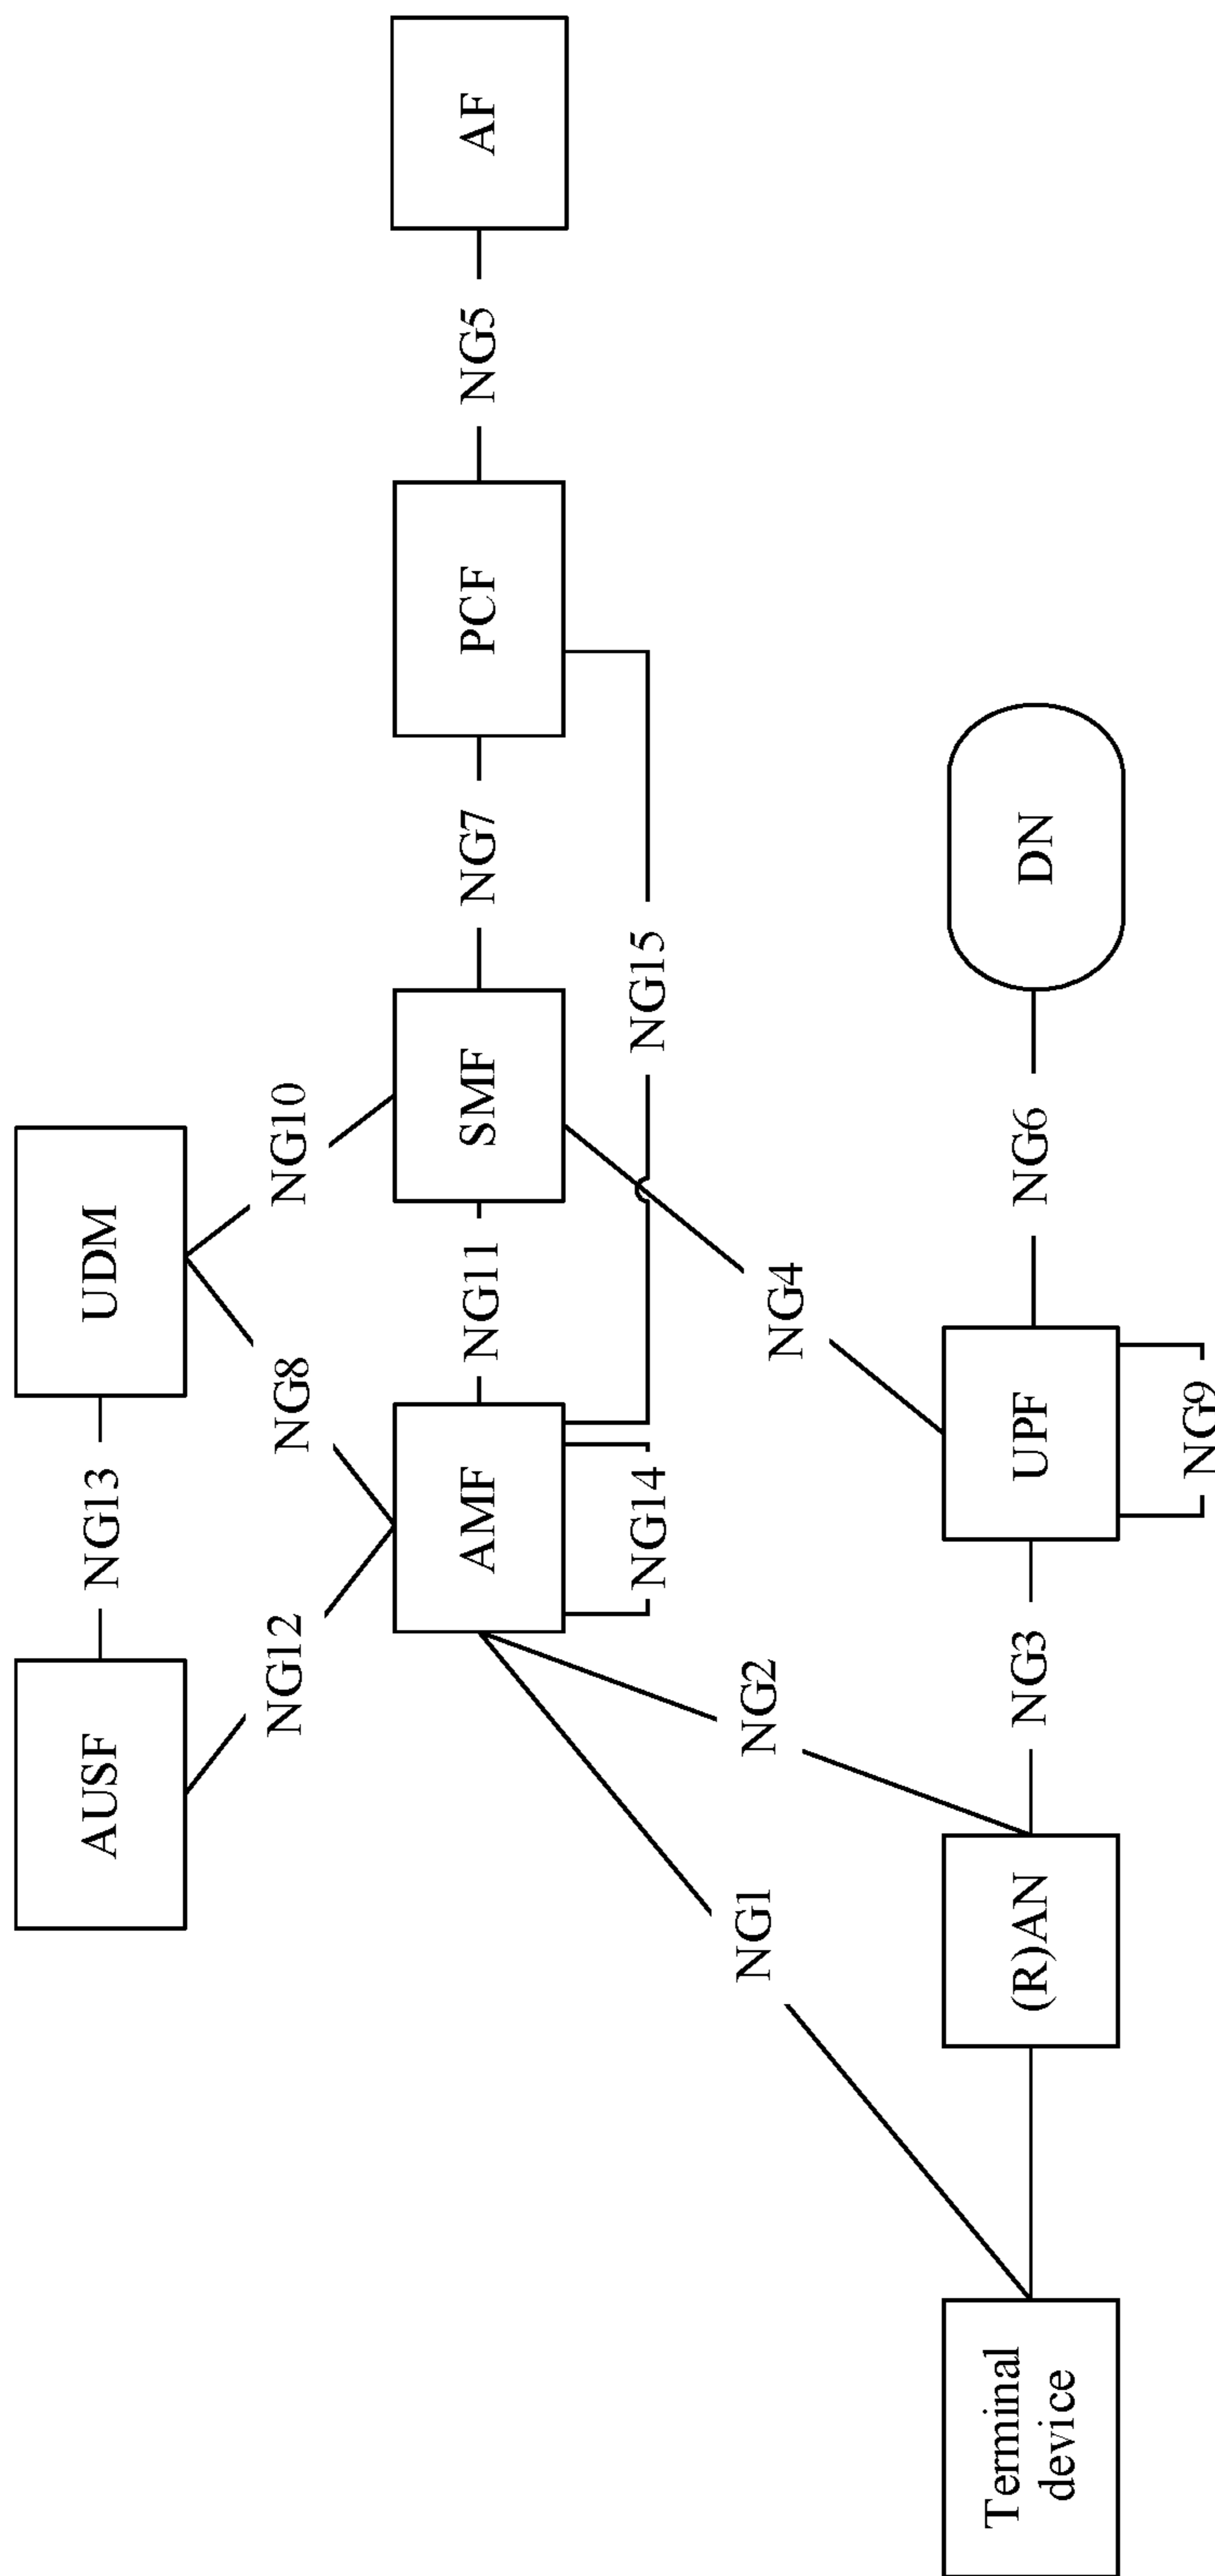 AUSF
NG13
UDM
NG12
NG8
NG10
AMF
NG11
SMF
NG7
PCF
NG5
AF
NG14
NG15
NG1
NG2
NG4
Terminal
device
(R)AN
NG3
UPF
NG6
DN
NG9